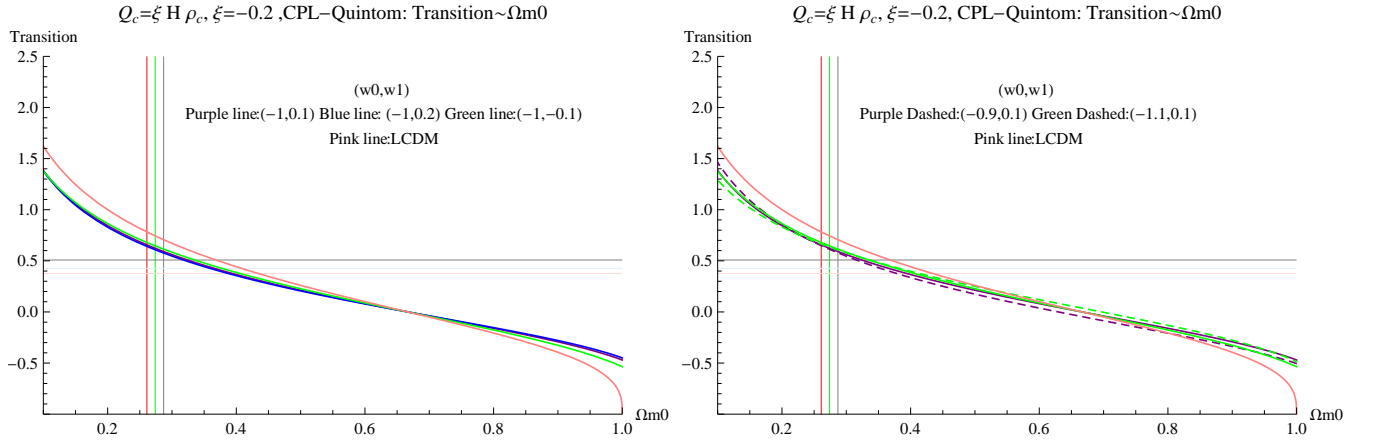 Q_c=ξ H ρ_c, ξ=−0.2 ,CPL−Quintom: Transition~Ωm0
Transition
2.5
(w0,w1)
2.0
Purple line:(−1,0.1) Blue line: (−1,0.2) Green line:(−1,−0.1)
Pink line:LCDM
1.5
1.0
0.5
0.0
−0.5
0.2
0.4
0.6
0.8
1.0
Ωm0
Q_c=ξ H ρ_c, ξ=−0.2, CPL−Quintom: Transition~Ωm0
Transition
2.5
(w0,w1)
2.0
Purple Dashed:(−0.9,0.1) Green Dashed:(−1.1,0.1)
Pink line:LCDM
1.5
1.0
0.5
0.0
−0.5
0.2
0.4
0.6
0.8
1.0
Ωm0